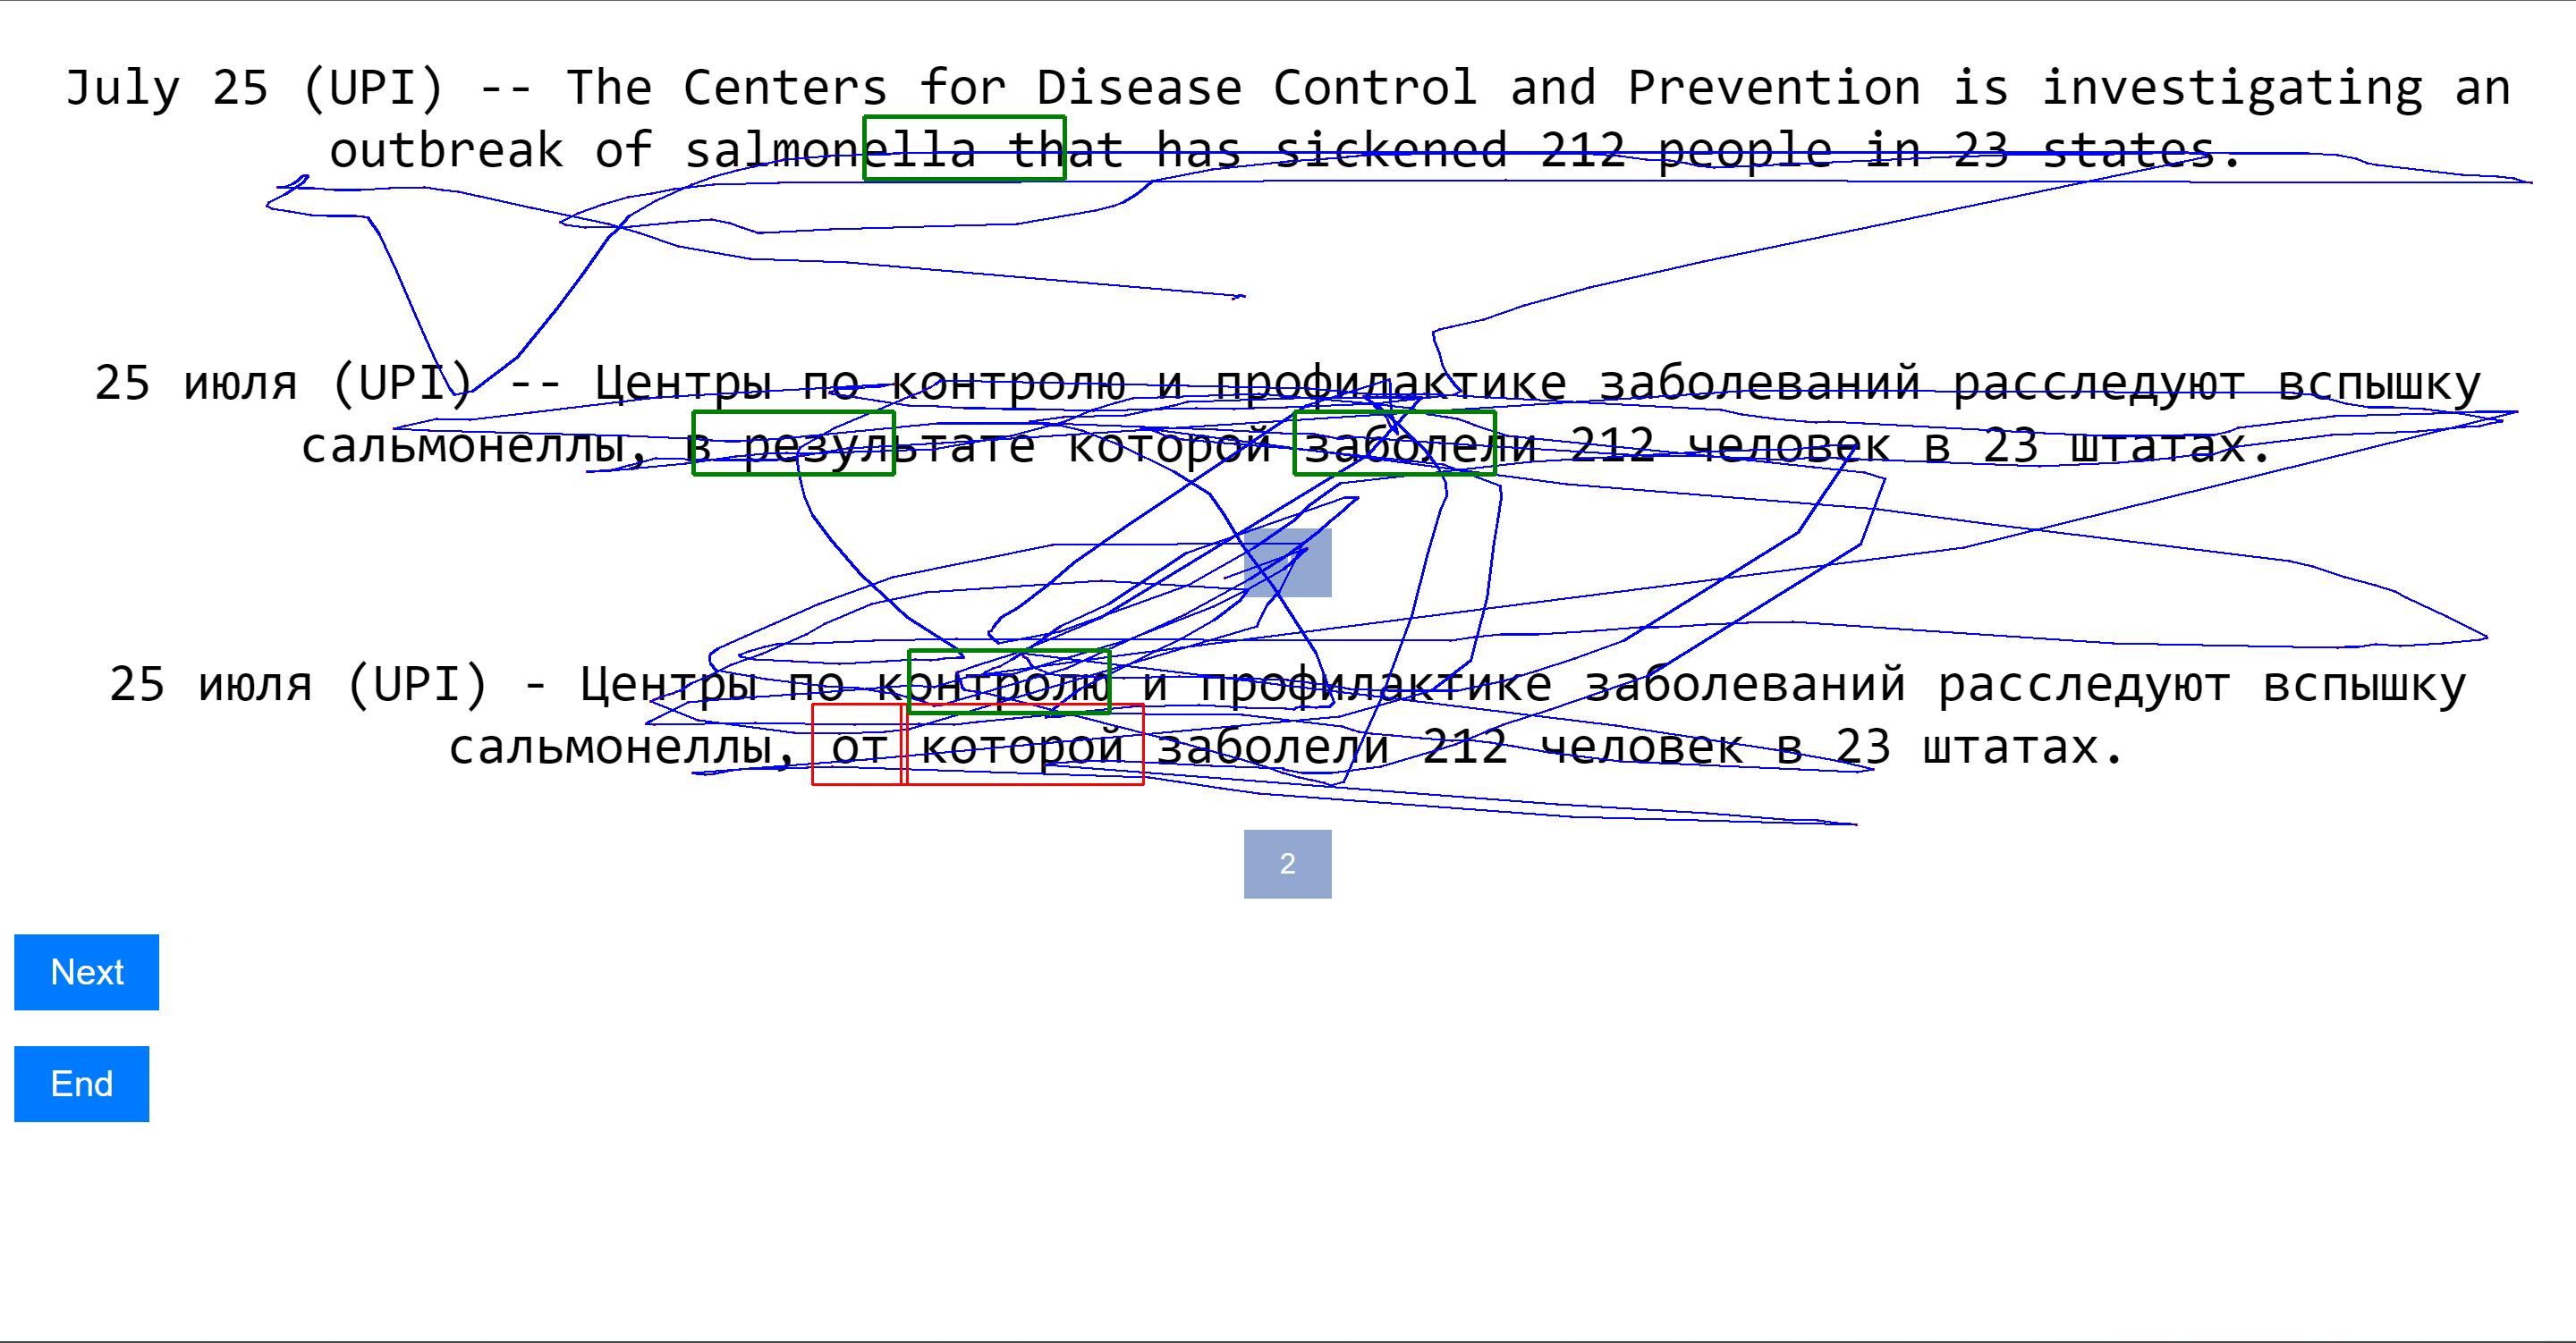 July 25 (UPI) -- The Centers for Disease Control and Prevention is investigating an
outbreak of salmonella that has sickened 212 people in 23 states.
25 июля (UPI) -- Центры по контролю и профилактике заболеваний расследуют вспышку
сальмонеллы, в результате которой заболели 212 человек в 23 штатах.
25 июля (UPI) - Центры по контролю и профилактике заболеваний расследуют вспышку
сальмонеллы, от которой заболели 212 человек в 23 штатах.
2
Next
End